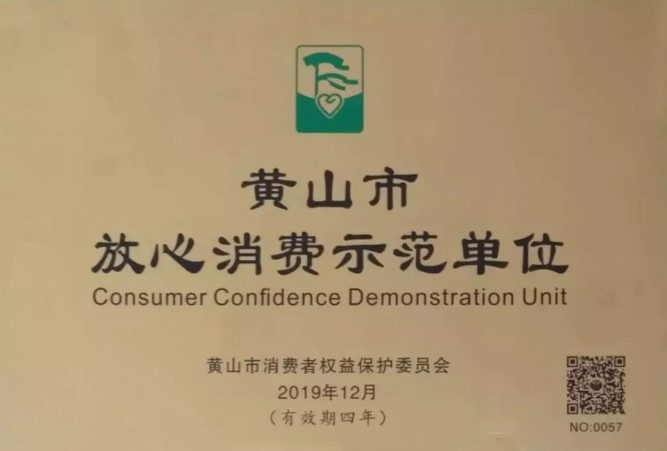 黄山市
放心消费示范单位
Consumer Confidence Demonstration Unit
黄山市消费者权益保护委员会
2019年12月
（有效期四年）
NO:0057